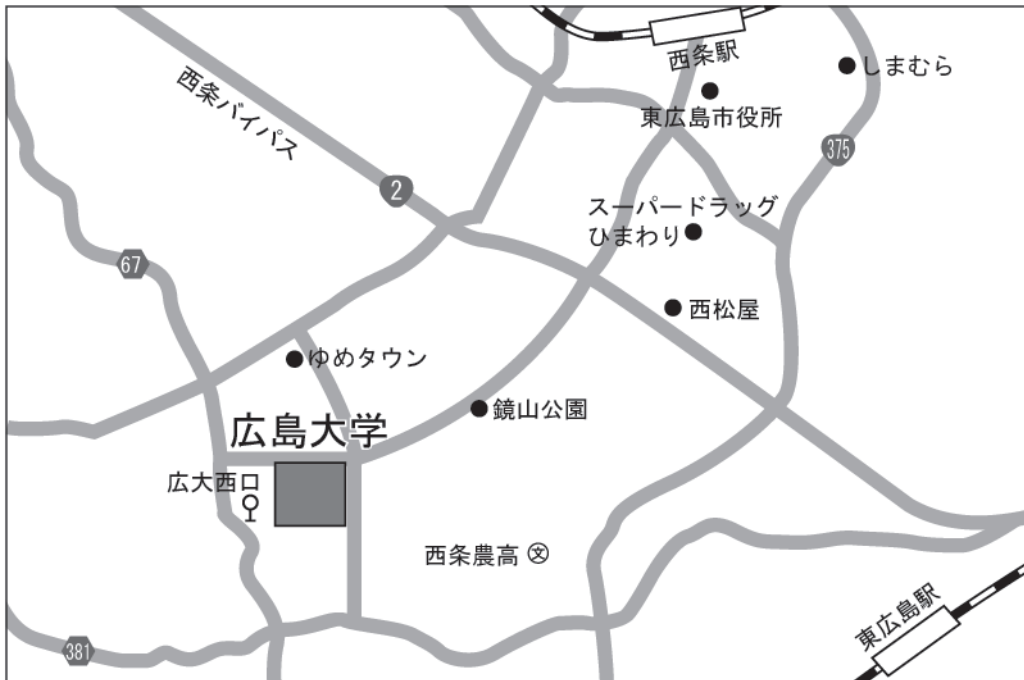 西条駅
しまむら
東広島市役所
西条バイパス
375
2
スーパードラッグ
ひまわり
67
西松屋
ゆめタウン
鏡山公園
広島大学
広大西口
西条農高
文
東広島駅
381